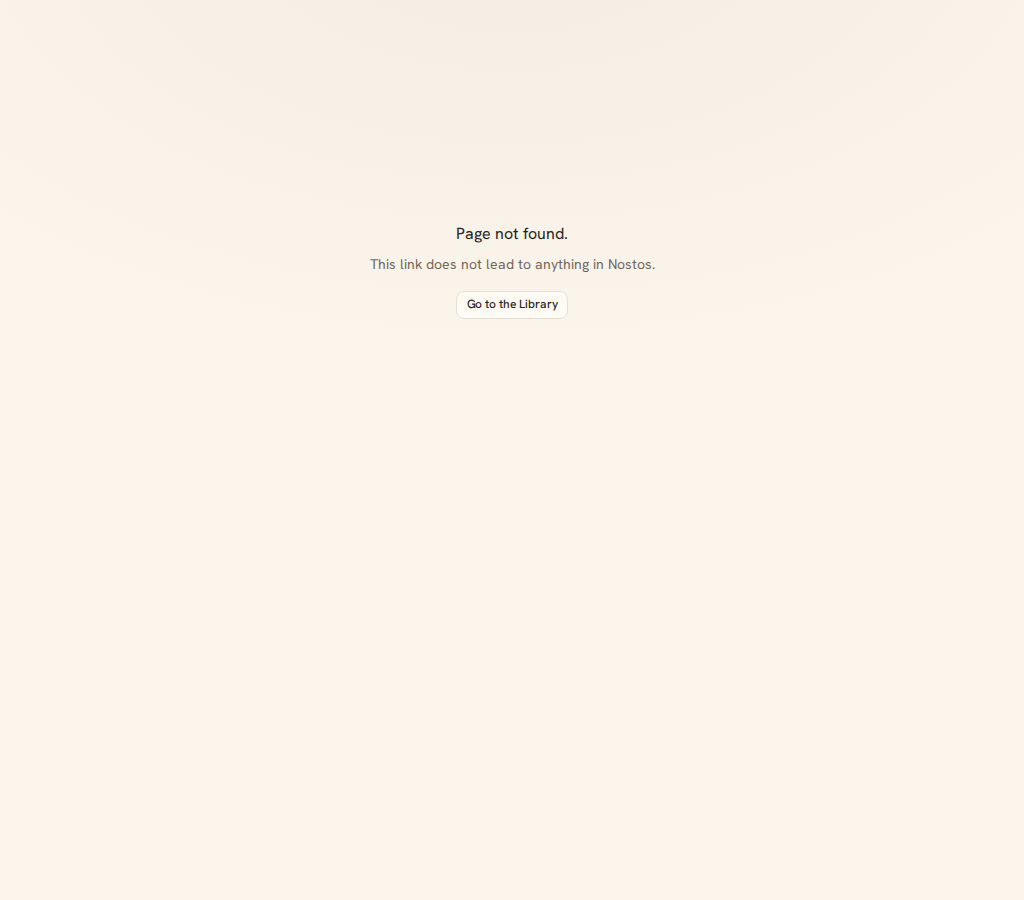 Page not found.
This link does not lead to anything in Nostos.
Go to the Library